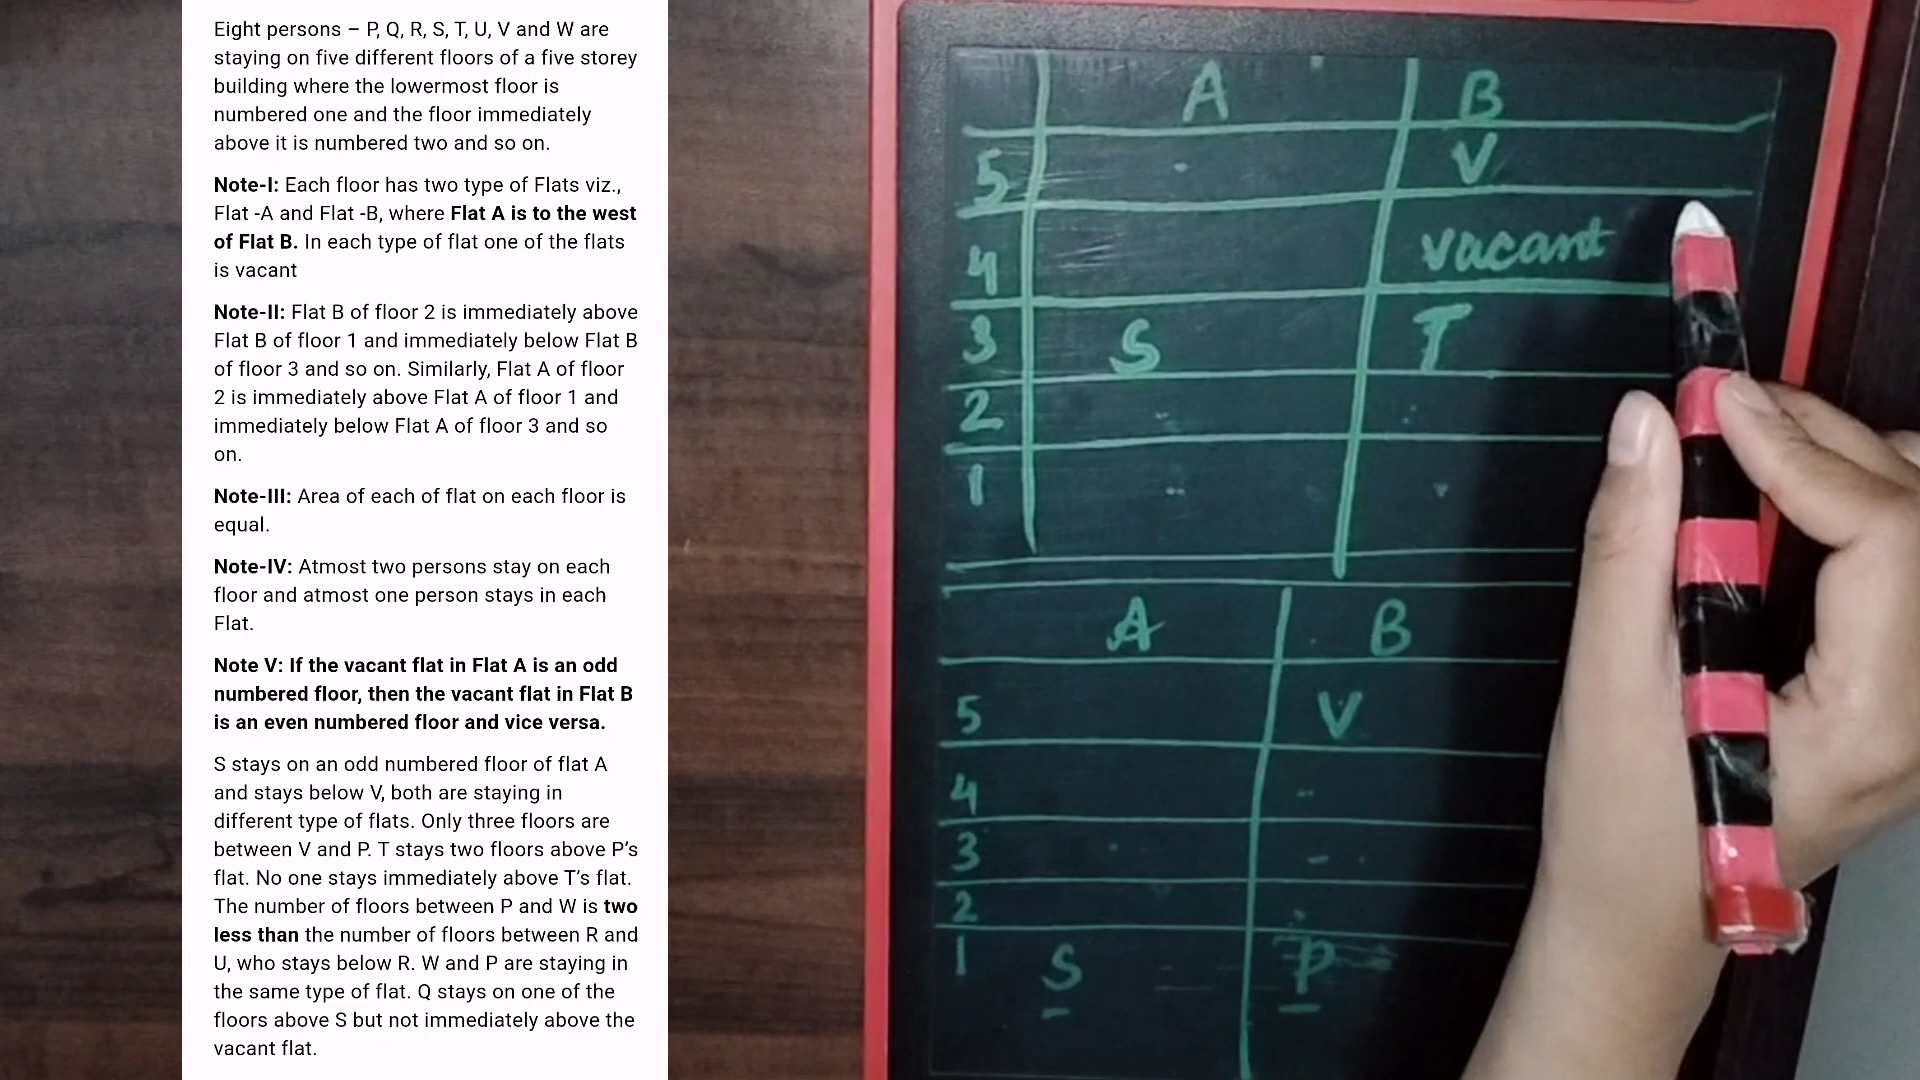 Eight persons – P, Q, R, S, T, U, V and W are
staying on five different floors of a five storey
building where the lowermost floor is
numbered one and the floor immediately
above it is numbered two and so on.
Note-I: Each floor has two type of Flats viz.,
Flat -A and Flat -B, where Flat A is to the west
of Flat B. In each type of flat one of the flats
is vacant
Note-II: Flat B of floor 2 is immediately above
Flat B of floor 1 and immediately below Flat B
of floor 3 and so on. Similarly, Flat A of floor
2 is immediately above Flat A of floor 1 and
immediately below Flat A of floor 3 and so
on.
Note-III: Area of each of flat on each floor is
equal.
Note-IV: Atmost two persons stay on each
floor and atmost one person stays in each
Flat.
Note V: If the vacant flat in Flat A is an odd
numbered floor, then the vacant flat in Flat B
is an even numbered floor and vice versa.
S stays on an odd numbered floor of flat A
and stays below V, both are staying in
different type of flats. Only three floors are
between V and P. T stays two floors above P’s
flat. No one stays immediately above T’s flat.
The number of floors between P and W is two
less than the number of floors between R and
U, who stays below R. W and P are staying in
the same type of flat. Q stays on one of the
floors above S but not immediately above the
vacant flat.
A B
5 V
4 vacant
3 S T
2
1
A B
5 V
4
3
2
1 S P